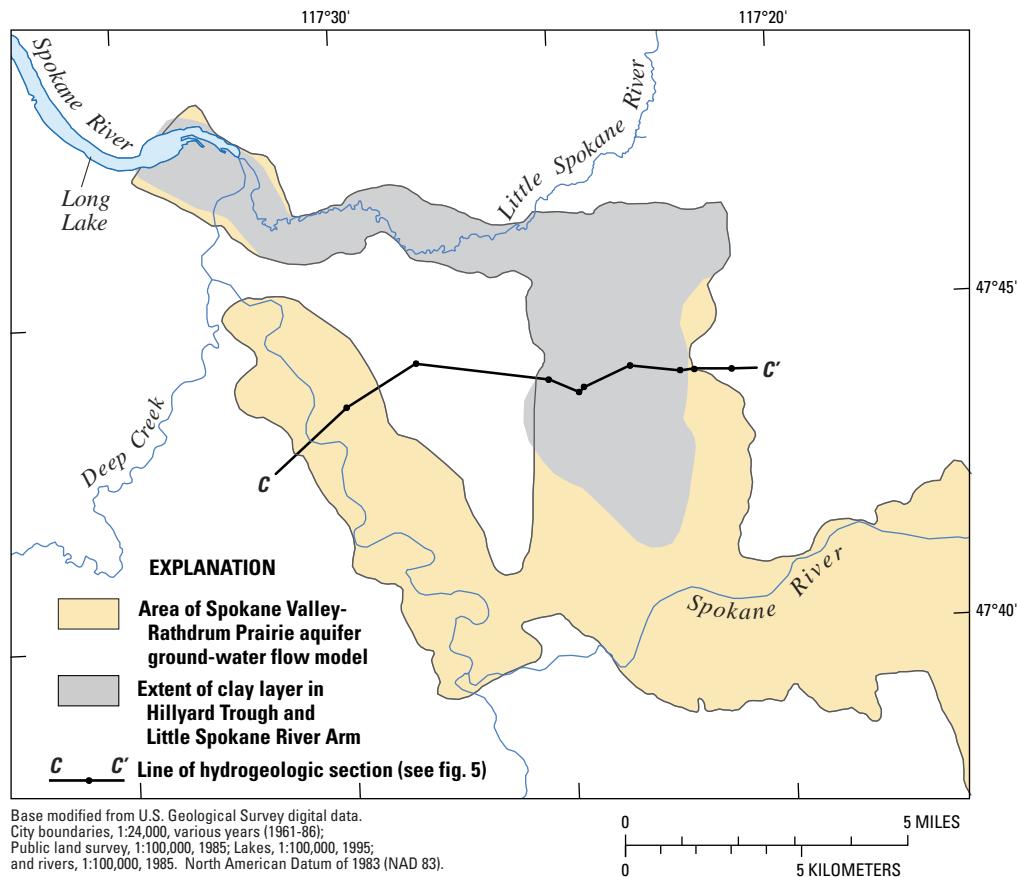 117°30'
117°20'
Spokane River
Long
Lake
Little Spokane River
47°45'
C
C'
Deep Creek
47°40'
Spokane River
EXPLANATION
Area of Spokane Valley-
Rathdrum Prairie aquifer
ground-water flow model
Extent of clay layer in
Hillyard Trough and
Little Spokane River Arm
C C' Line of hydrogeologic section (see fig. 5)
Base modified from U.S. Geological Survey digital data.
City boundaries, 1:24,000, various years (1961-86);
Public land survey, 1:100,000, 1985; Lakes, 1:100,000, 1995;
and rivers, 1:100,000, 1985. North American Datum of 1983 (NAD 83).
0 5 MILES
0 5 KILOMETERS